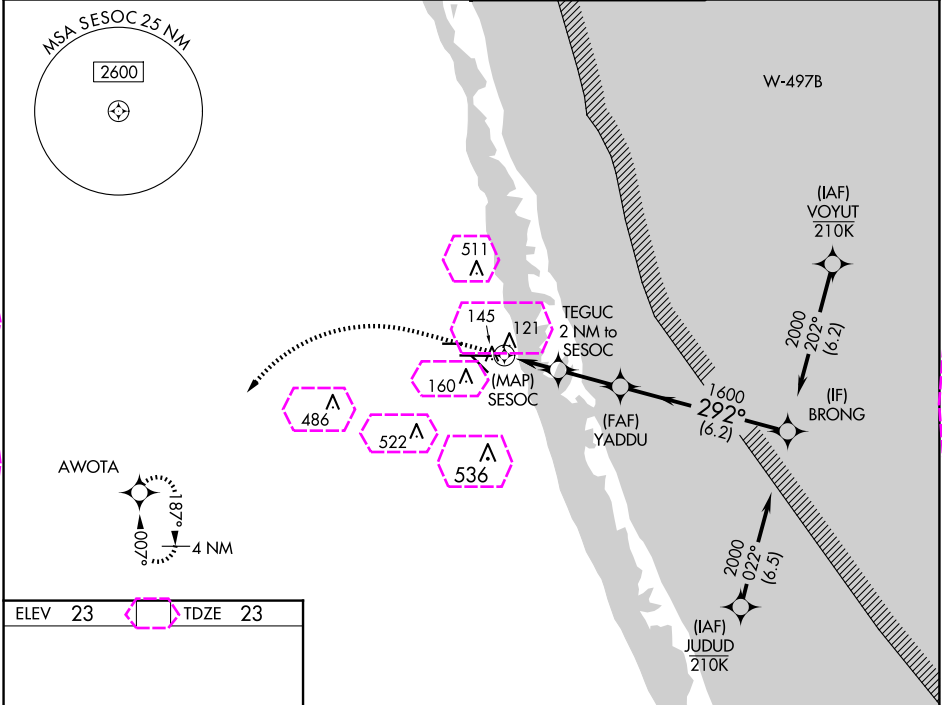 MSA SESOC 25 NM
2600
W-497B
(IAF)
VOYUT
210K
2000
202°
(6.2)
511
145
121
TEGUC
2 NM to
SESOC
160
(MAP)
SESOC
(FAF)
YADDU
1600
292°
(6.2)
(IF)
BRONG
486
522
536
AWOTA
187°
007°
4 NM
2000
022°
(6.5)
(IAF)
JUDUD
210K
ELEV 23
TDZE 23